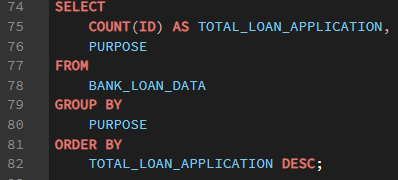 74 SELECT
75 COUNT(ID) AS TOTAL_LOAN_APPLICATION,
76 PURPOSE
77 FROM
78 BANK_LOAN_DATA
79 GROUP BY
80 PURPOSE
81 ORDER BY
82 TOTAL_LOAN_APPLICATION DESC;